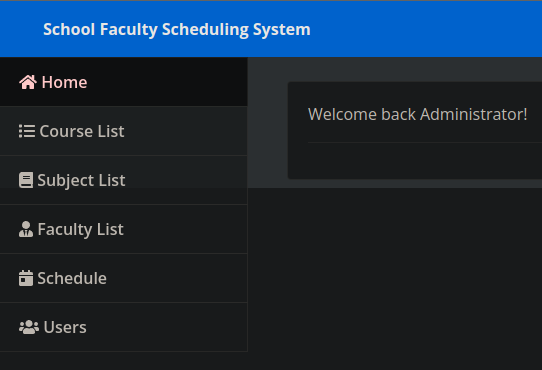 School Faculty Scheduling System
Home
Welcome back Administrator!
Course List
Subject List
Faculty List
Schedule
Users